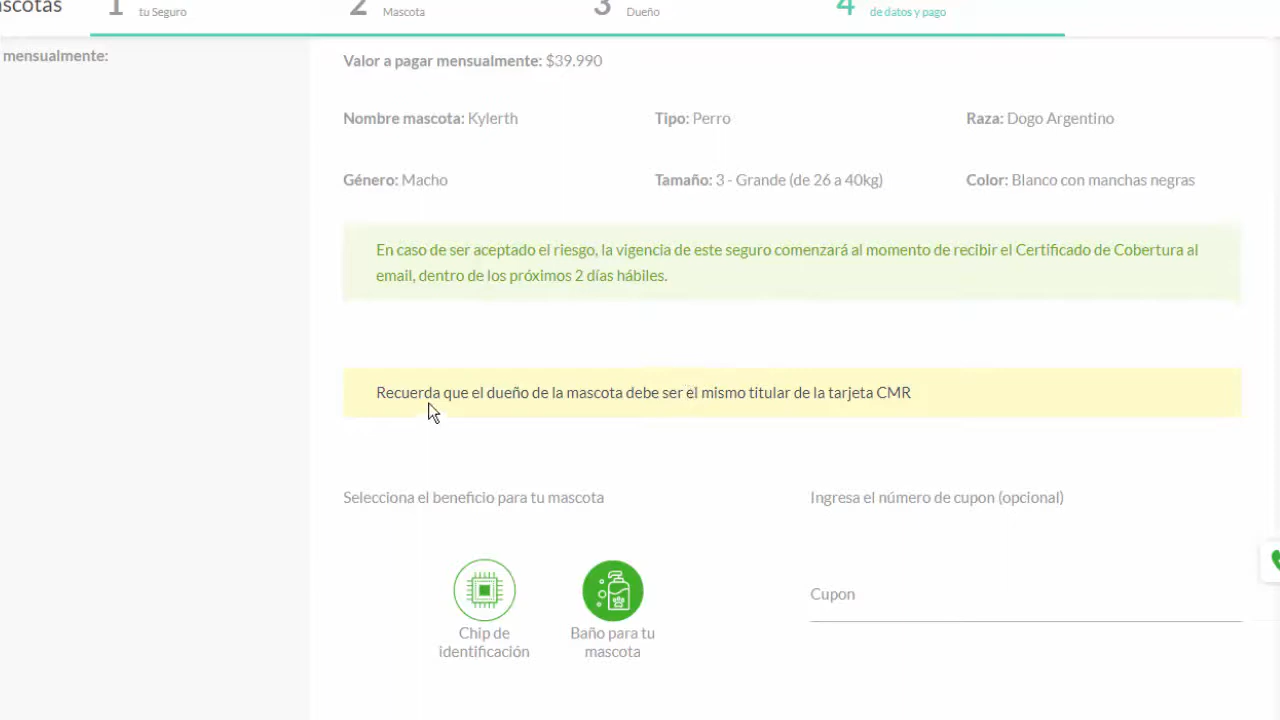 scotas
1 tu Seguro
2 Mascota
3 Dueño
4 de datos y pago
mensualmente:
Valor a pagar mensualmente: $39.990
Nombre mascota: Kylerth
Tipo: Perro
Raza: Dogo Argentino
Género: Macho
Tamaño: 3 - Grande (de 26 a 40kg)
Color: Blanco con manchas negras
En caso de ser aceptado el riesgo, la vigencia de este seguro comenzará al momento de recibir el Certificado de Cobertura al
email, dentro de los próximos 2 días hábiles.
Recuerda que el dueño de la mascota debe ser el mismo titular de la tarjeta CMR
Selecciona el beneficio para tu mascota
Ingresa el número de cupon (opcional)
Chip de
identificación
Baño para tu
mascota
Cupon